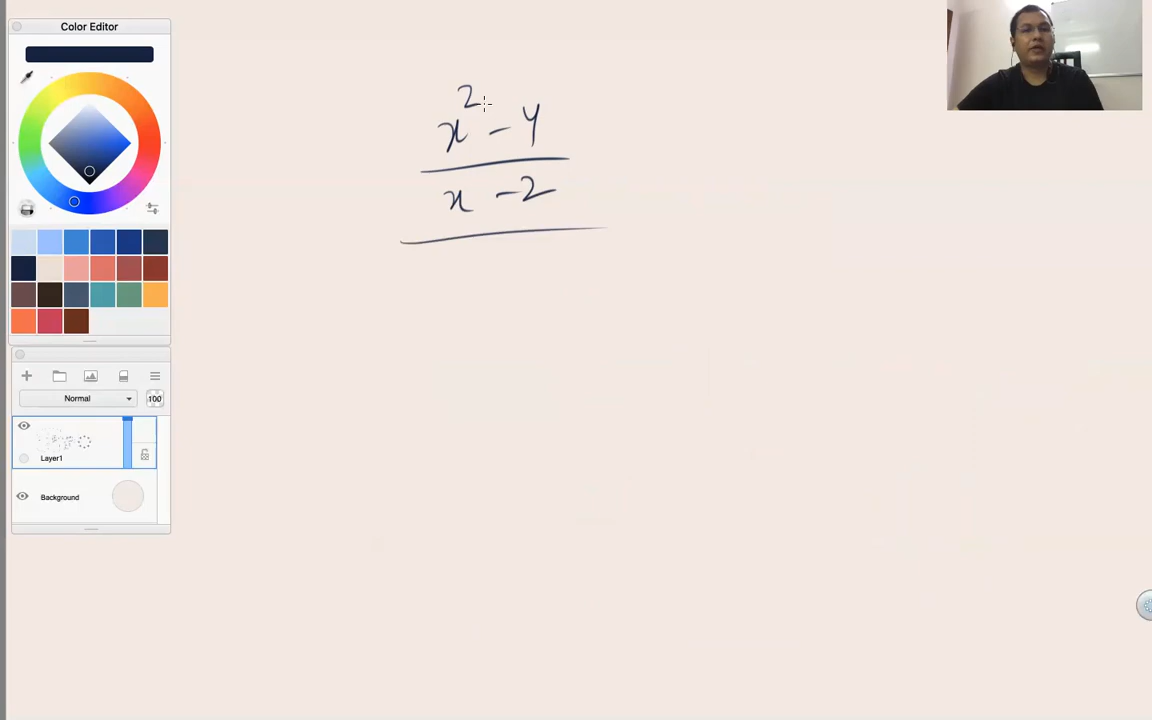 Color Editor
x² - 4
x - 2
Normal
100
Layer1
Background